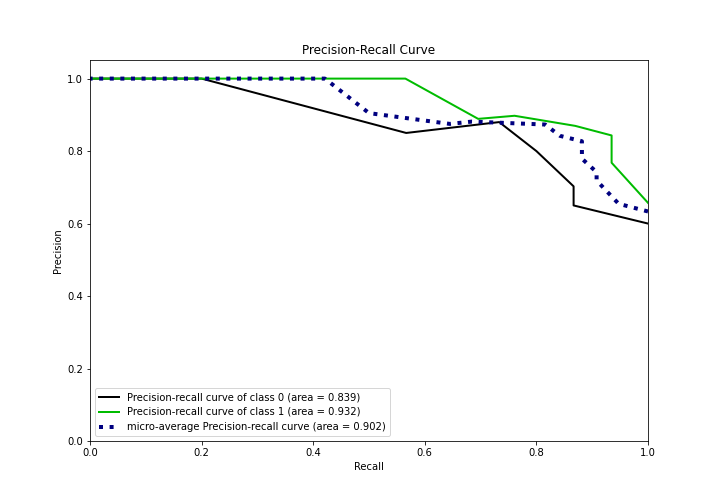 Precision-Recall Curve
1.0
0.8
0.6
0.4
0.2
0.0
Precision
Precision-recall curve of class 0 (area = 0.839)
Precision-recall curve of class 1 (area = 0.932)
micro-average Precision-recall curve (area = 0.902)
0.0 0.2 0.4 0.6 0.8 1.0
Recall